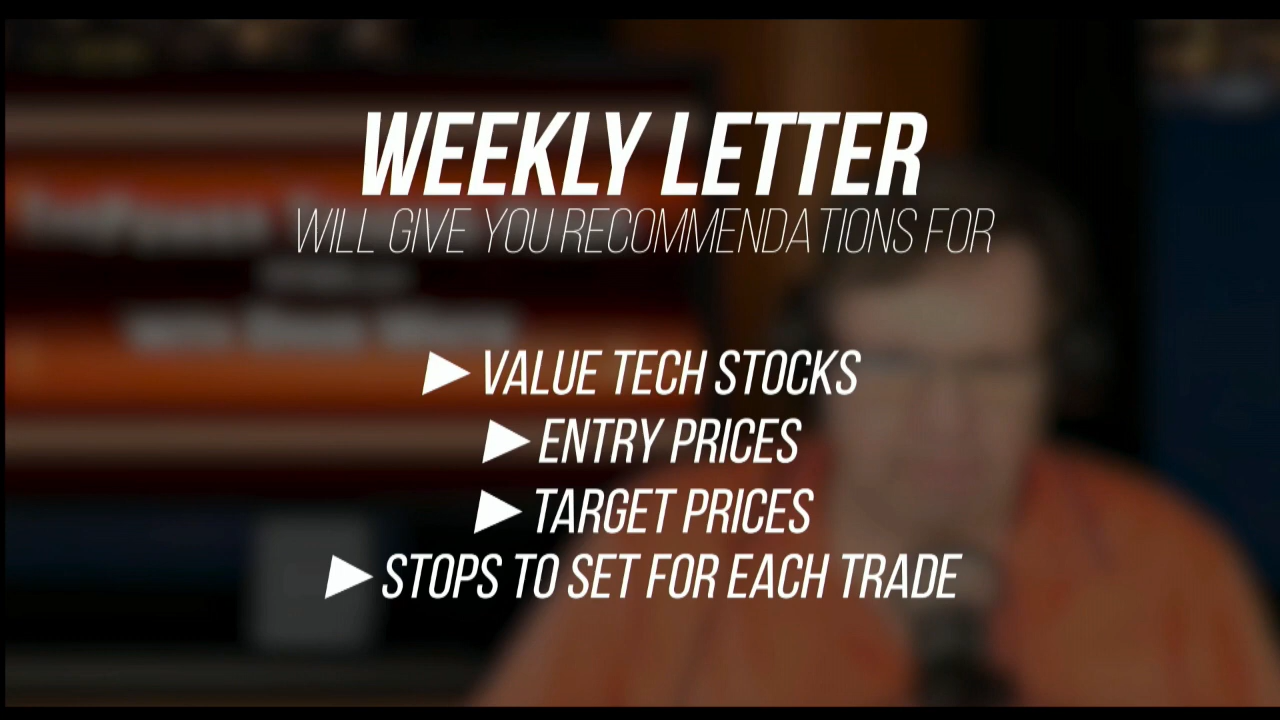 WEEKLY LETTER
WILL GIVE YOU RECOMMENDATIONS FOR
▶ VALUE TECH STOCKS
▶ ENTRY PRICES
▶ TARGET PRICES
▶ STOPS TO SET FOR EACH TRADE